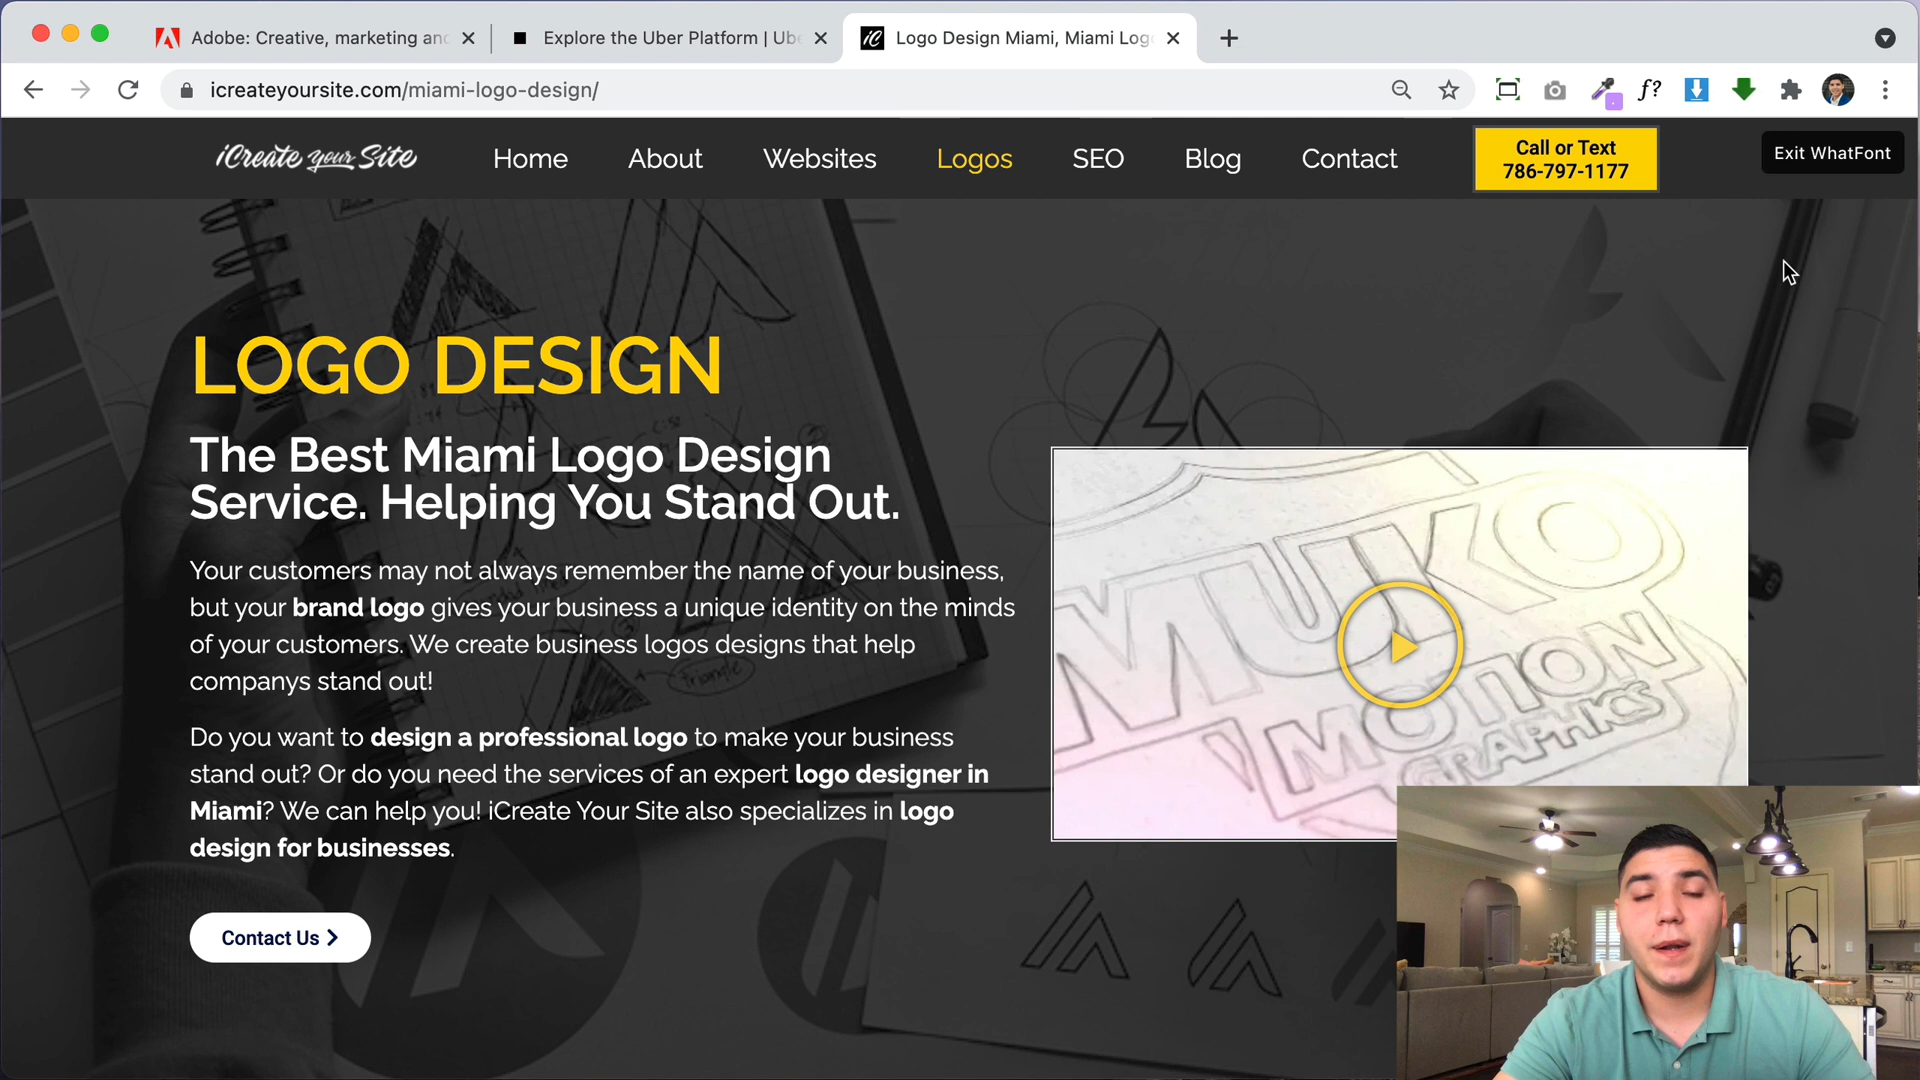 Adobe: Creative, marketing and
Explore the Uber Platform | Ube
iC
Logo Design Miami, Miami Log
icreateyoursite.com/miami-logo-design/
f?
iCreate your Site
Home
About
Websites
Logos
SEO
Blog
Contact
Call or Text
786-797-1177
Exit WhatFont
LOGO DESIGN
The Best Miami Logo Design
Service. Helping You Stand Out.
Your customers may not always remember the name of your business,
but your brand logo gives your business a unique identity on the minds
of your customers. We create business logos designs that help
companys stand out!
Do you want to design a professional logo to make your business
stand out? Or do you need the services of an expert logo designer in
Miami? We can help you! iCreate Your Site also specializes in logo
design for businesses.
Contact Us
MUKO
MOTION
GRAPHICS
triangle